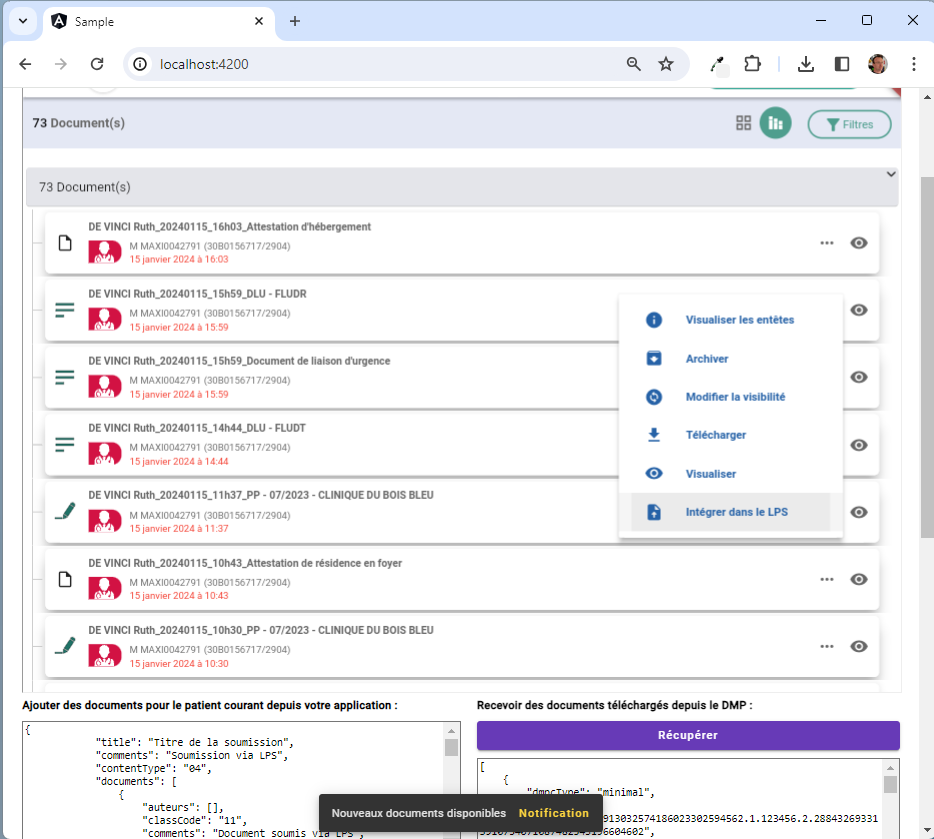 Sample
localhost:4200
73 Document(s)
Filtres
73 Document(s)
DE VINCI Ruth_20240115_16h03_Attestation d'hébergement
M MAXI0042791 (30B0156717/2904)
15 janvier 2024 à 16:03
DE VINCI Ruth_20240115_15h59_DLU - FLUDR
M MAXI0042791 (30B0156717/2904)
15 janvier 2024 à 15:59
DE VINCI Ruth_20240115_15h59_Document de liaison d'urgence
M MAXI0042791 (30B0156717/2904)
15 janvier 2024 à 15:59
DE VINCI Ruth_20240115_14h44_DLU - FLUDT
M MAXI0042791 (30B0156717/2904)
15 janvier 2024 à 14:44
DE VINCI Ruth_20240115_11h37_PP - 07/2023 - CLINIQUE DU BOIS BLEU
M MAXI0042791 (30B0156717/2904)
15 janvier 2024 à 11:37
DE VINCI Ruth_20240115_10h43_Attestation de résidence en foyer
M MAXI0042791 (30B0156717/2904)
15 janvier 2024 à 10:43
DE VINCI Ruth_20240115_10h30_PP - 07/2023 - CLINIQUE DU BOIS BLEU
M MAXI0042791 (30B0156717/2904)
15 janvier 2024 à 10:30
Visualiser les entêtes
Archiver
Modifier la visibilité
Télécharger
Visualiser
Intégrer dans le LPS
Ajouter des documents pour le patient courant depuis votre application :
{
"title": "Titre de la soumission",
"comments": "Soumission via LPS",
"contentType": "04",
"documents": [
{
"auteurs": [],
"classCode": "11",
"comments": "Document soumis via LPS",
Recevoir des documents téléchargés depuis le DMP :
Récupérer
[
{
"dmpcType": "minimal",
Nouveaux documents disponibles
Notification